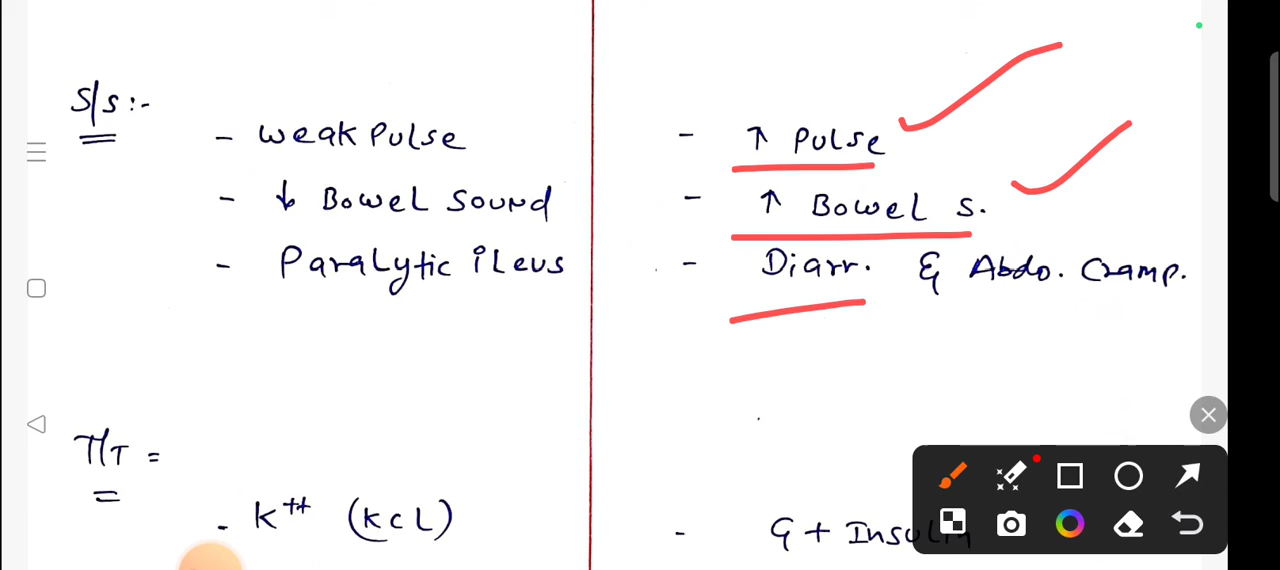 S/s :-
- weak Pulse
- ↓ Bowel Sound
- Paralytic ileus
- ↑ Pulse
- ↑ Bowel s.
- Diarr. & Abdo. Cramp.
T/T =
- K++ (KCL)
- G + Insulin